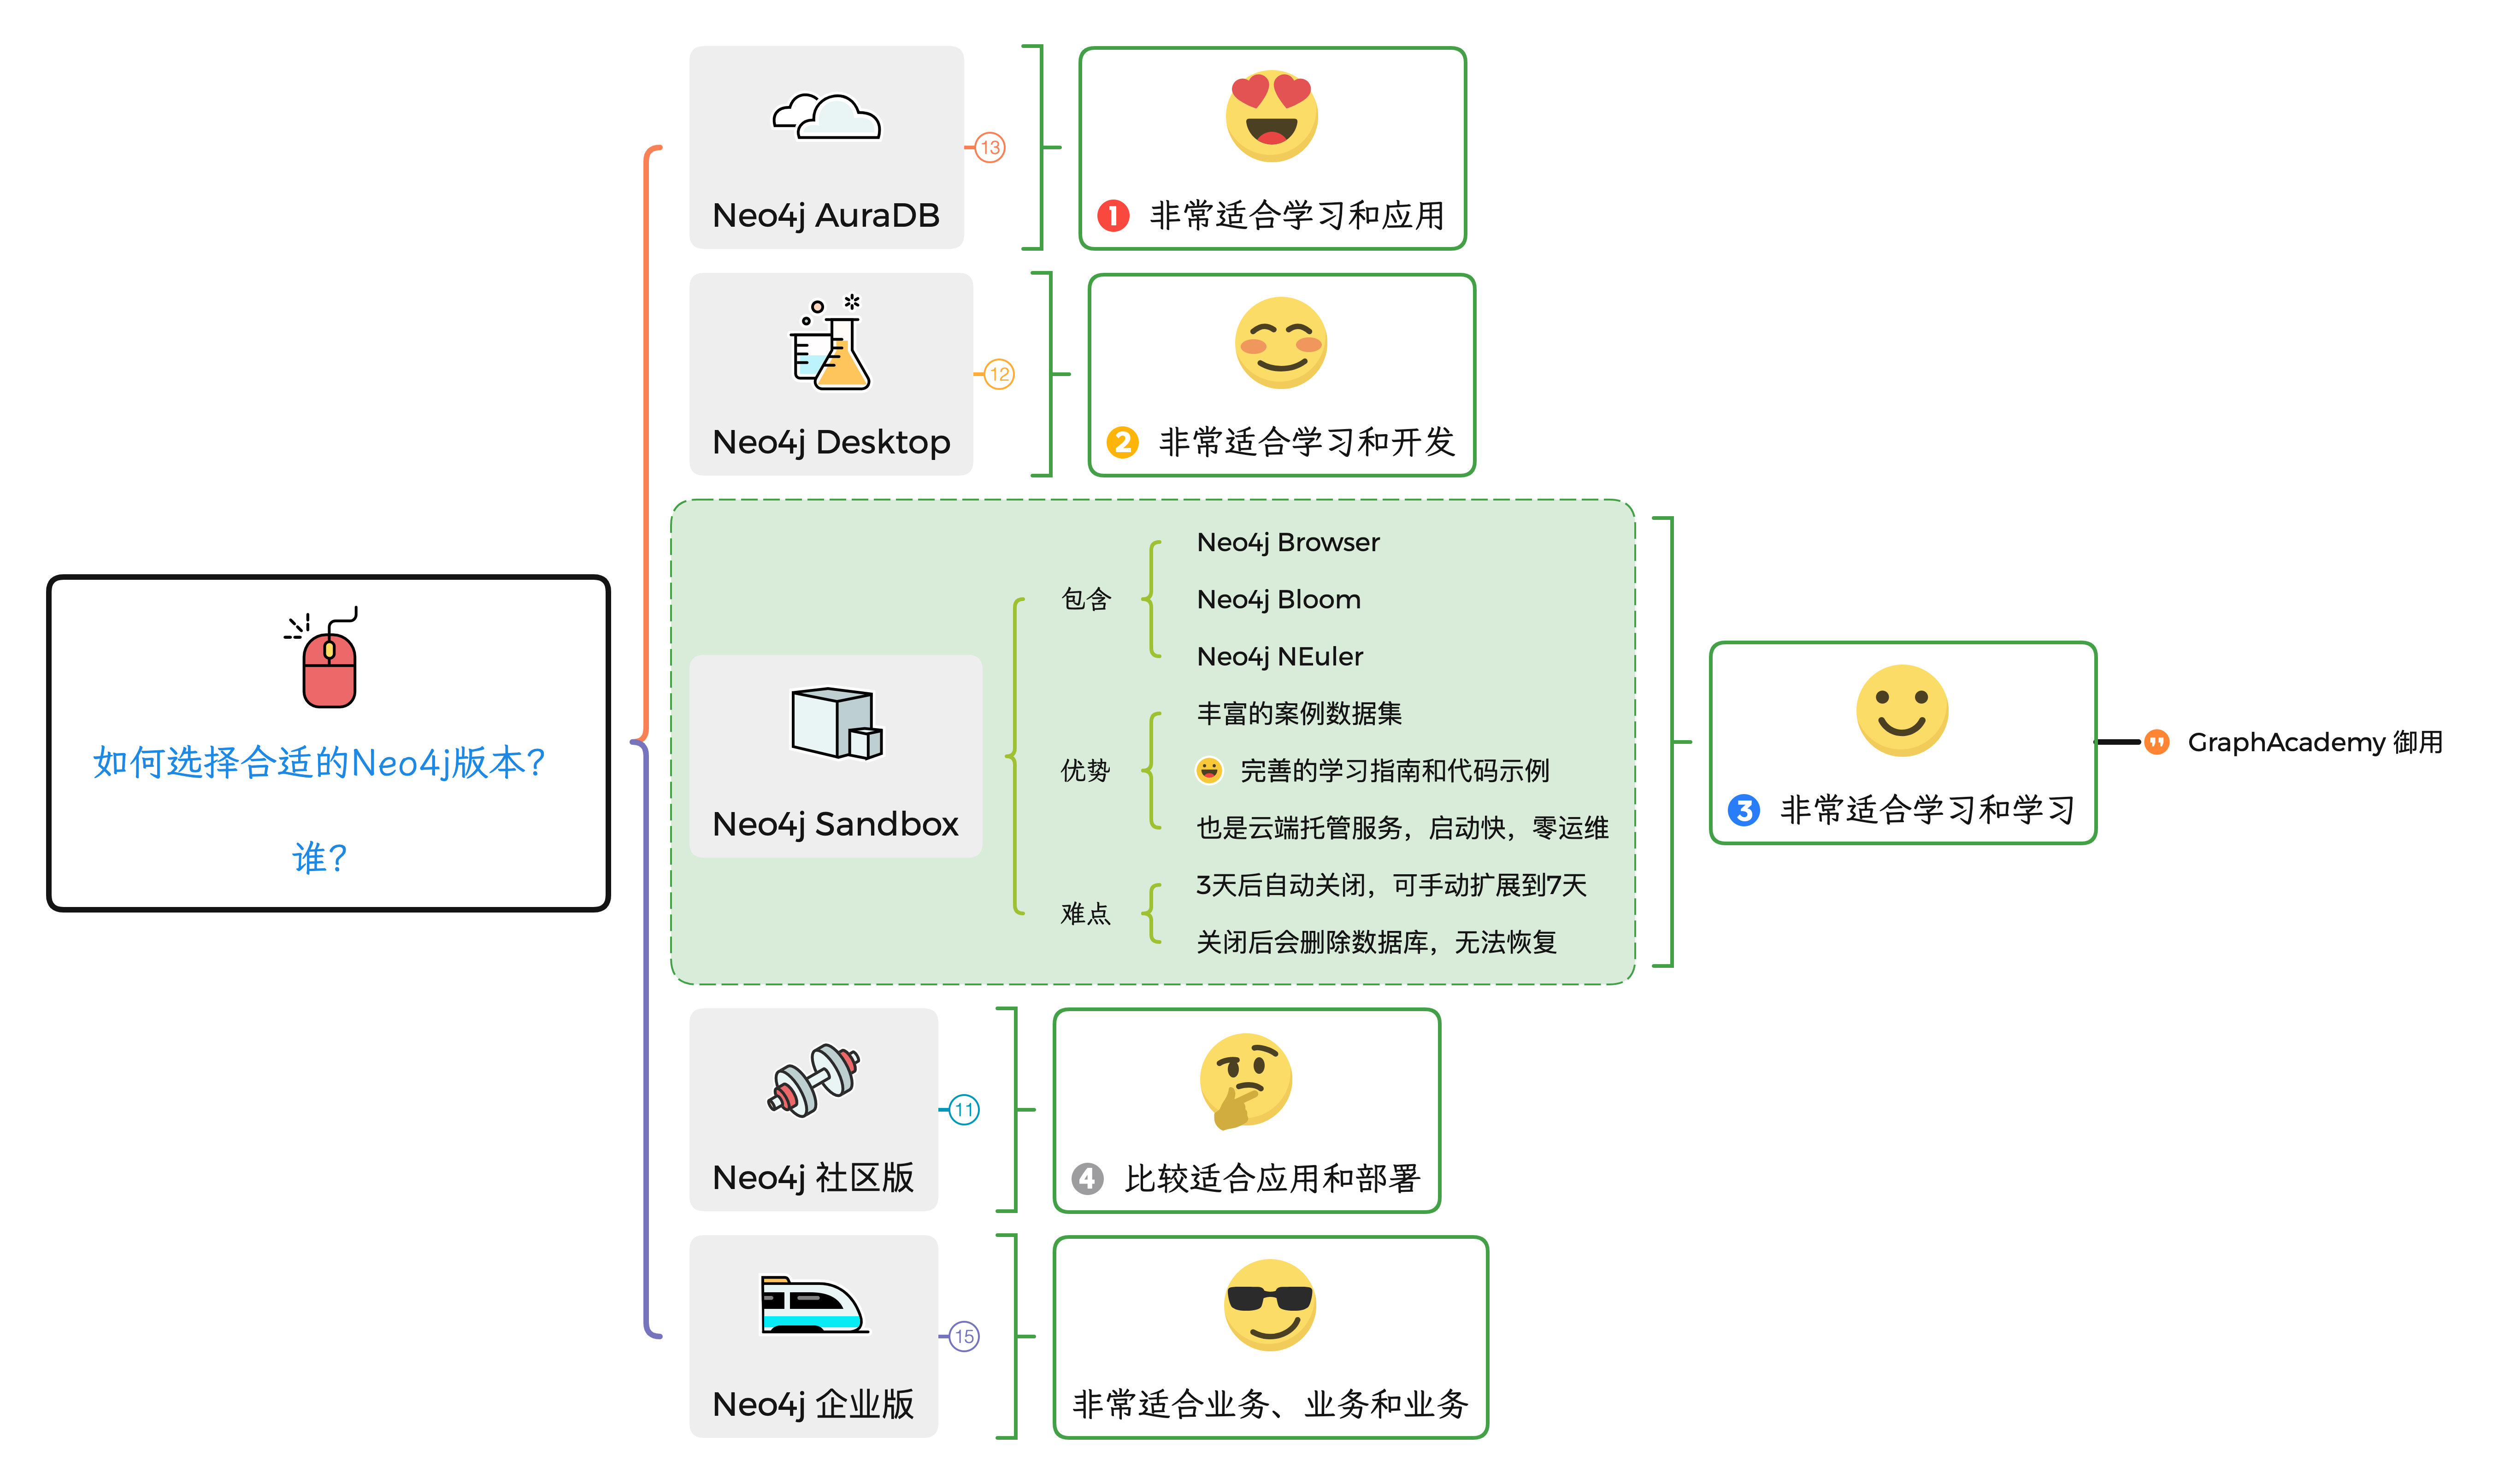 如何选择合适的Neo4j版本？
谁？
Neo4j AuraDB
13
1 非常适合学习和应用
Neo4j Desktop
12
2 非常适合学习和开发
Neo4j Sandbox
包含
Neo4j Browser
Neo4j Bloom
Neo4j NEuler
优势
丰富的案例数据集
完善的学习指南和代码示例
也是云端托管服务，启动快，零运维
难点
3天后自动关闭，可手动扩展到7天
关闭后会删除数据库，无法恢复
3 非常适合学习和学习
GraphAcademy 御用
Neo4j 社区版
11
4 比较适合应用和部署
Neo4j 企业版
15
非常适合业务、业务和业务